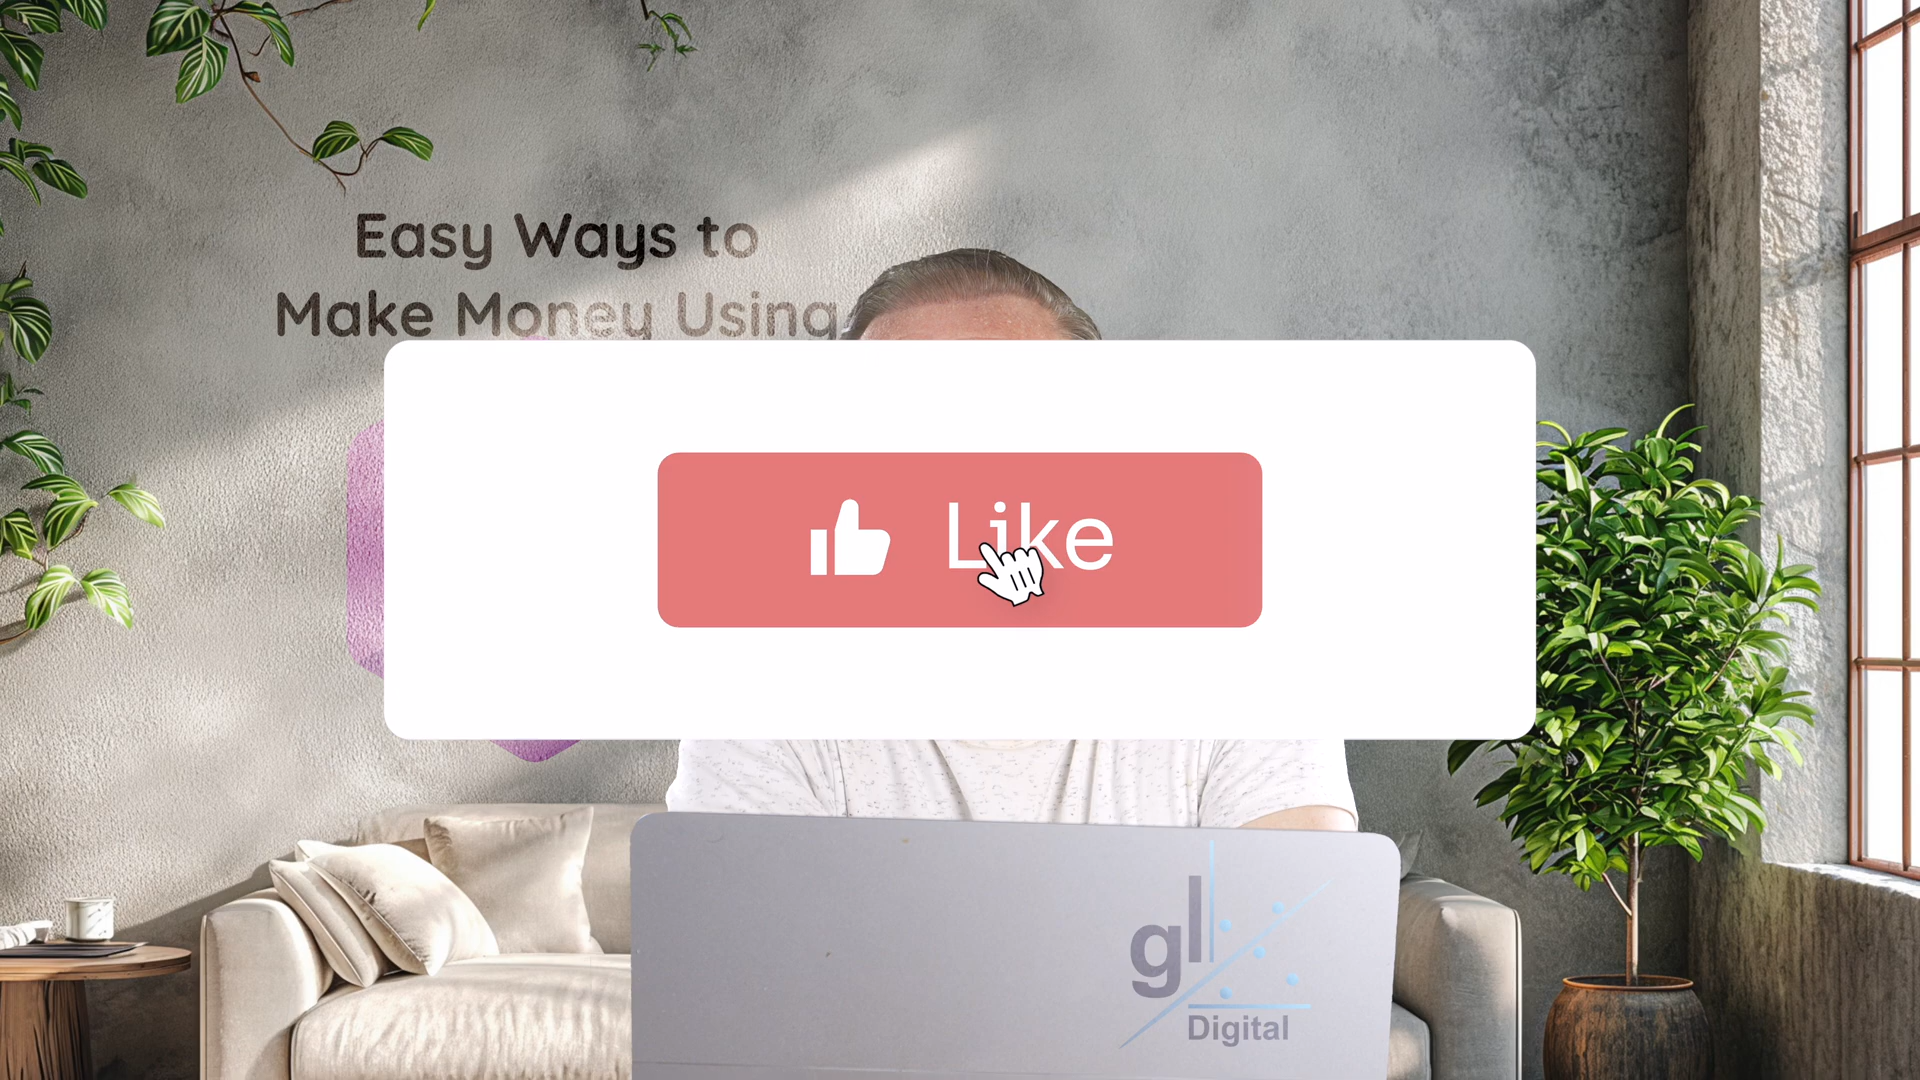 Easy Ways to
Make Money Using
Like
gl
Digital